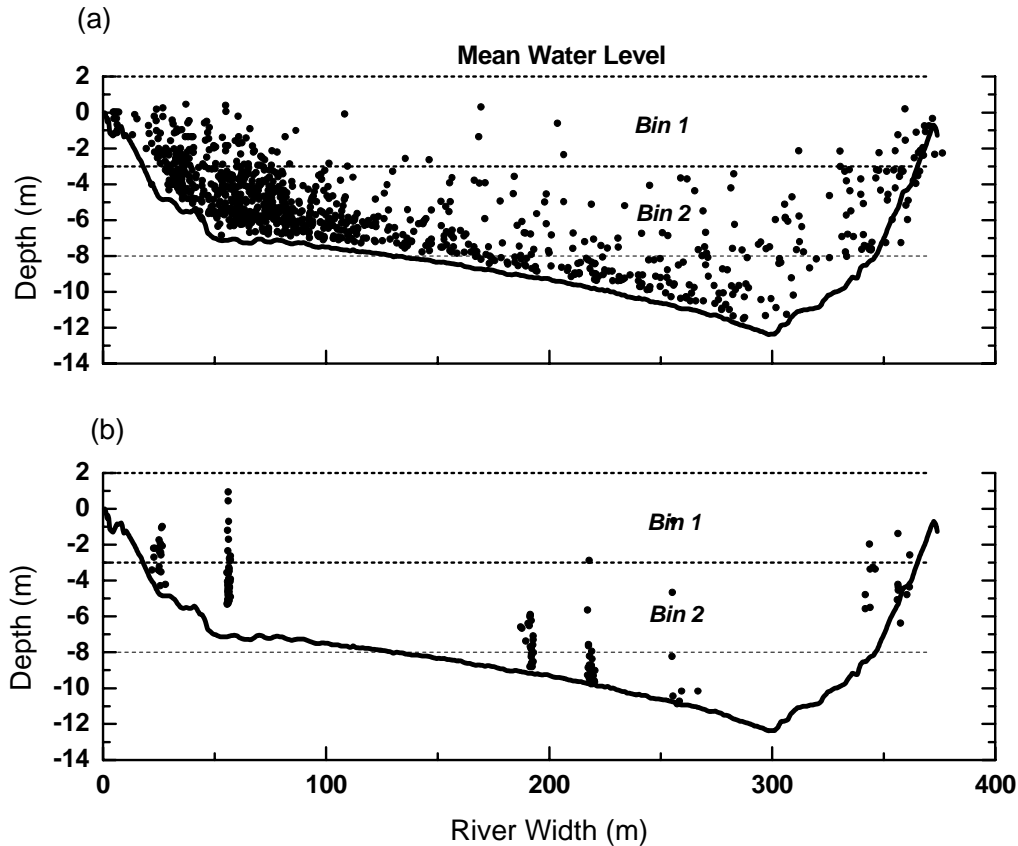 (a)
Mean Water Level
2
0
-2
-4
-6
-8
-10
-12
-14
Depth (m)
Bin 1
Bin 2
(b)
2
0
-2
-4
-6
-8
-10
-12
-14
Depth (m)
Bin 1
Bin 2
0 100 200 300 400
River Width (m)